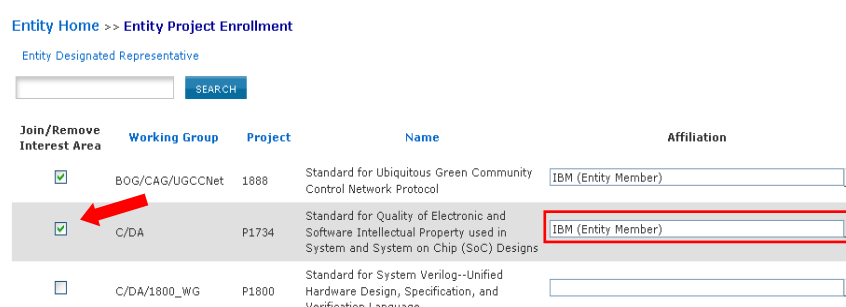 Entity Home >> Entity Project Enrollment
Entity Designated Representative
SEARCH
Join/Remove
Interest Area
Working Group
Project
Name
Affiliation
BOG/CAG/UGCCNet
1888
Standard for Ubiquitous Green Community
Control Network Protocol
IBM (Entity Member)
C/DA
P1734
Standard for Quality of Electronic and
Software Intellectual Property used in
System and System on Chip (SoC) Designs
IBM (Entity Member)
C/DA/1800_WG
P1800
Standard for System Verilog--Unified
Hardware Design, Specification, and
Verification Language